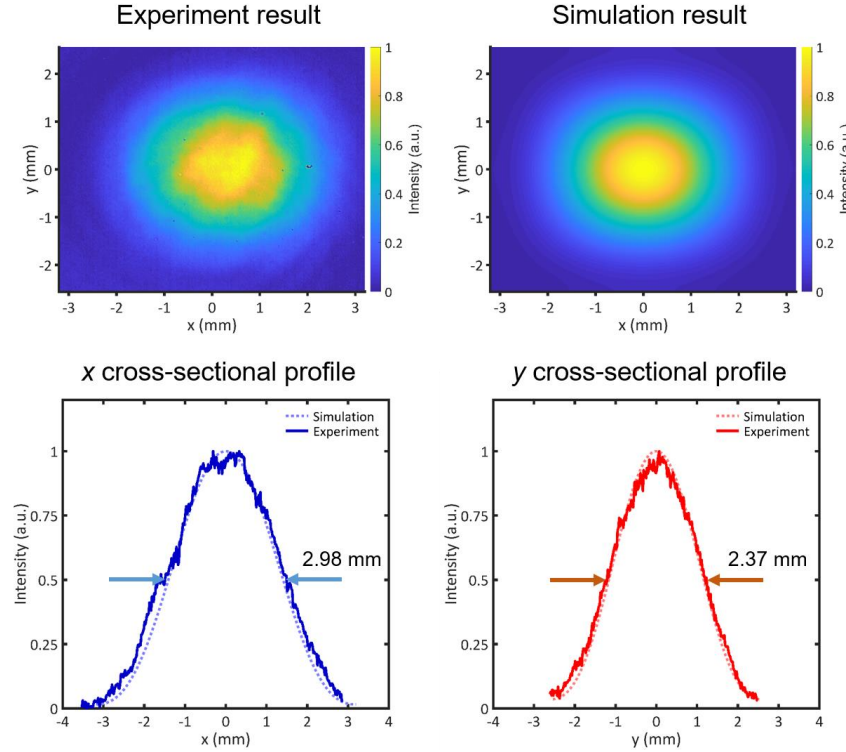 Experiment result
Simulation result
2
1
0
-1
-2
y (mm)
-3 -2 -1 0 1 2 3
x (mm)
1
0.8
0.6
0.4
0.2
0
Intensity (a.u.)
2
1
0
-1
-2
y (mm)
-3 -2 -1 0 1 2 3
x (mm)
1
0.8
0.6
0.4
0.2
0
Intensity (a.u.)
x cross-sectional profile
1
0.75
0.5
0.25
0
Intensity (a.u.)
Simulation
Experiment
2.98 mm
-4 -3 -2 -1 0 1 2 3 4
x (mm)
y cross-sectional profile
1
0.75
0.5
0.25
0
Intensity (a.u.)
Simulation
Experiment
2.37 mm
-4 -3 -2 -1 0 1 2 3 4
y (mm)